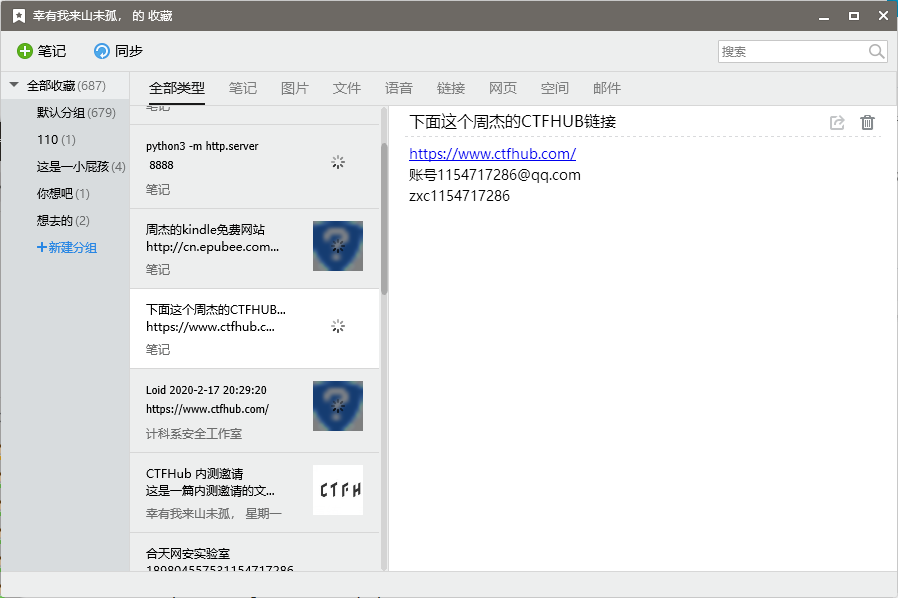 幸有我来山未孤， 的 收藏
笔记
同步
搜索
全部收藏 (687)
默认分组 (679)
110 (1)
这是一小屁孩 (4)
你想吧 (1)
想去的 (2)
+新建分组
全部类型 笔记 图片 文件 语音 链接 网页 空间 邮件
笔记
python3 -m http.server
8888
笔记
周杰的kindle免费网站
http://cn.epubee.com...
笔记
下面这个周杰的CTFHUB...
https://www.ctfhub.c...
笔记
Loid 2020-2-17 20:29:20
https://www.ctfhub.com/
计科系安全工作室
CTFHub 内测邀请
这是一篇内测邀请的文...
幸有我来山未孤， 星期一
CTFH
合天网安实验室
189804557531154717286
下面这个周杰的CTFHUB链接
https://www.ctfhub.com/
账号1154717286@qq.com
zxc1154717286